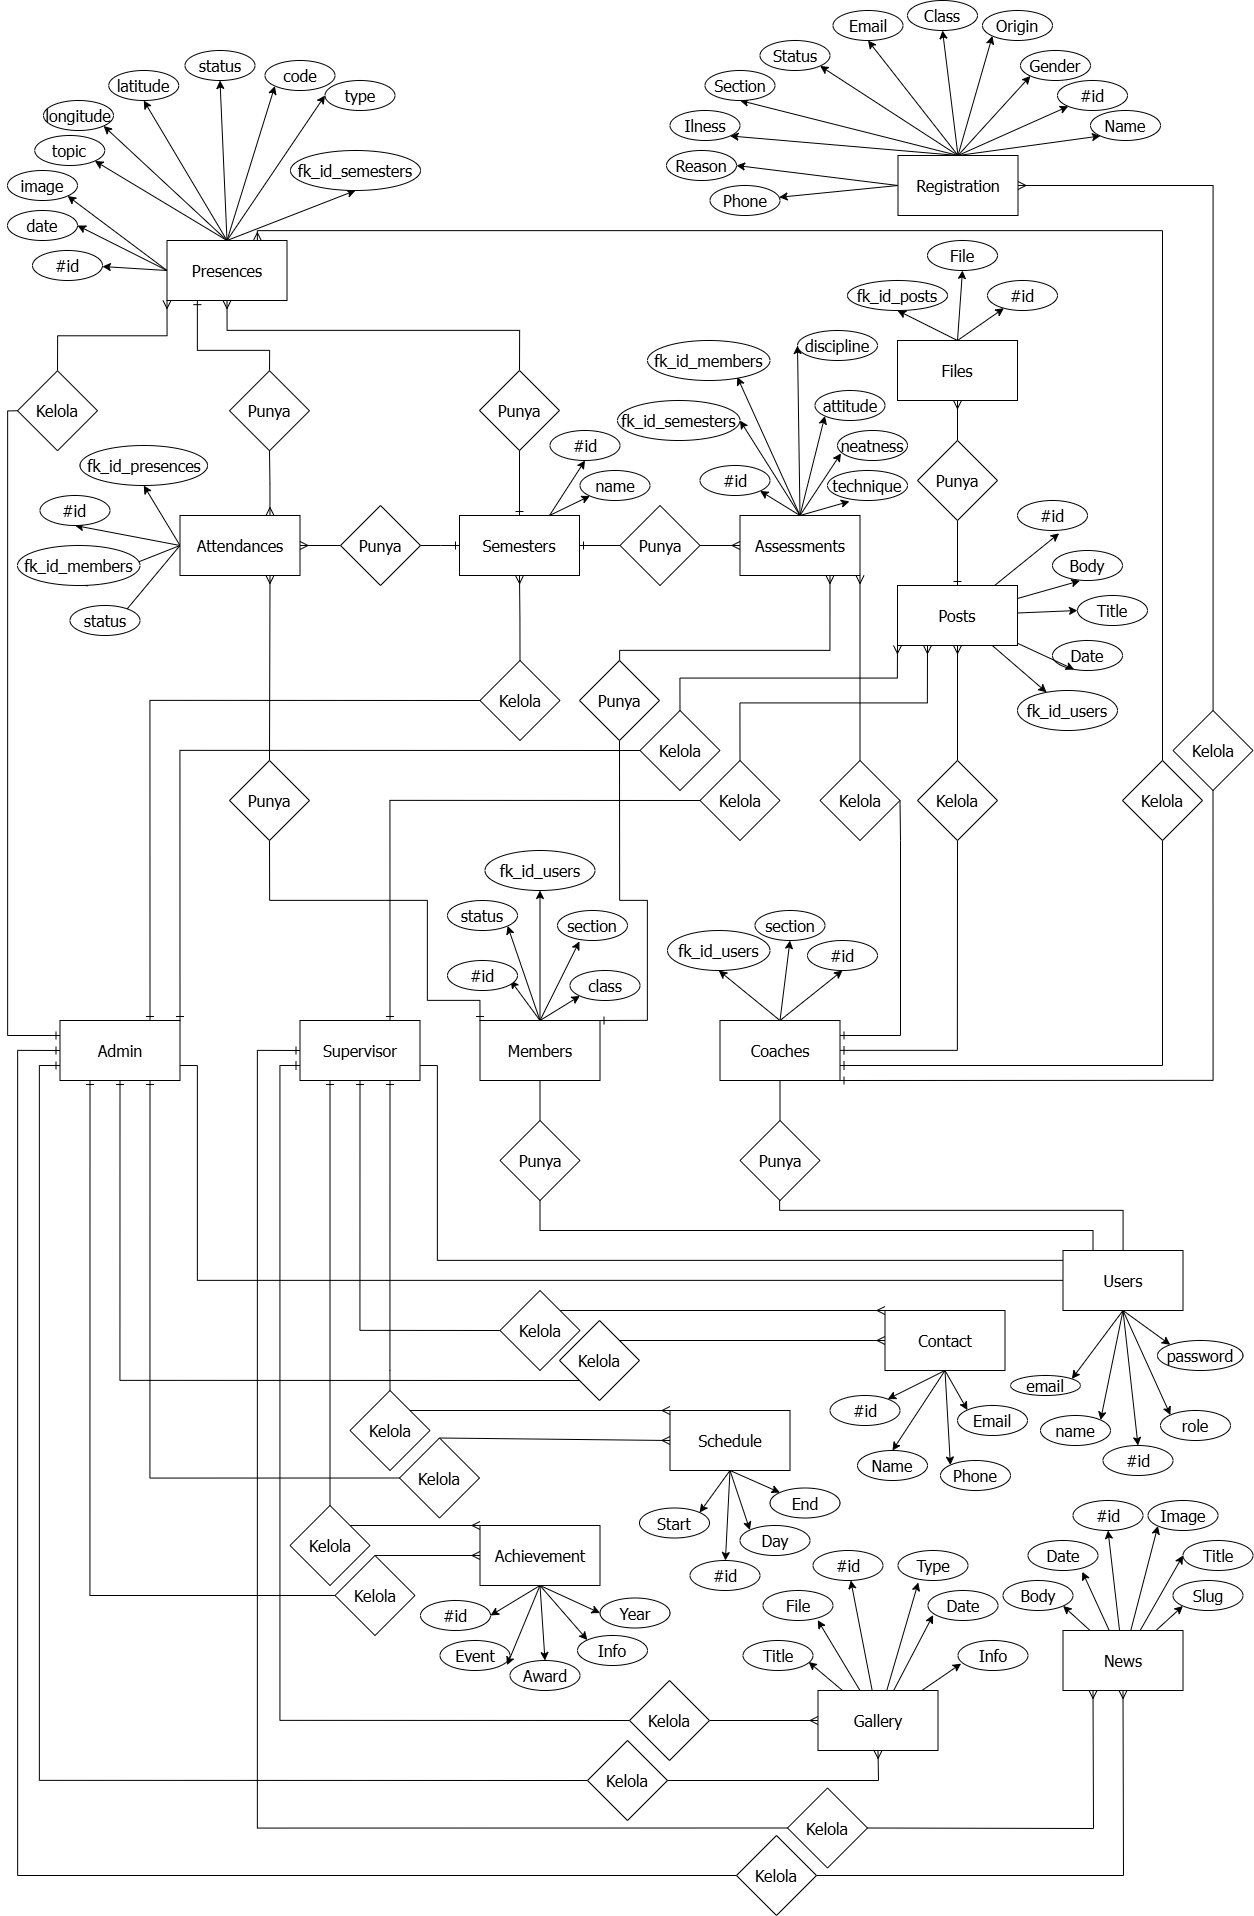 Email
Class
Origin
Status
Gender
Section
#id
Ilness
Name
Reason
Phone
Registration
status
code
latitude
type
longitude
topic
fk_id_semesters
image
date
#id
Presences
File
fk_id_posts
#id
Files
Kelola
Punya
Punya
discipline
fk_id_members
attitude
fk_id_semesters
neatness
#id
technique
Punya
fk_id_presences
#id
name
#id
fk_id_members
status
Attendances
Punya
Semesters
Punya
Assessments
#id
Body
Title
Date
fk_id_users
Posts
Kelola
Punya
Kelola
Kelola
Punya
Kelola
Kelola
Kelola
Kelola
fk_id_users
status
section
#id
class
fk_id_users
section
#id
Admin
Supervisor
Members
Coaches
Punya
Punya
Users
Kelola
Kelola
Contact
password
email
name
role
#id
#id
Email
Name
Phone
Kelola
Kelola
Schedule
Start
End
Day
#id
Kelola
Kelola
Achievement
#id
Year
Event
Info
Award
#id
Image
Date
Title
Body
Slug
News
#id
Type
File
Date
Title
Info
Kelola
Gallery
Kelola
Kelola
Kelola